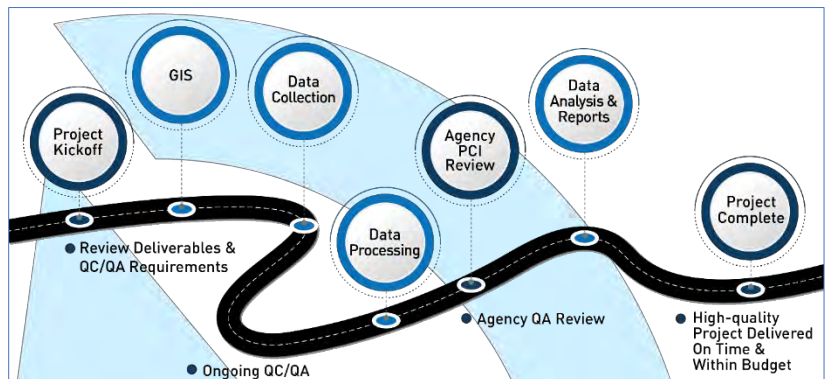 Project
Kickoff
GIS
Data
Collection
Data
Processing
Agency
PCI
Review
Data
Analysis &
Reports
Project
Complete
Review Deliverables &
QC/QA Requirements
Ongoing QC/QA
Agency QA Review
High-quality
Project Delivered
On Time &
Within Budget